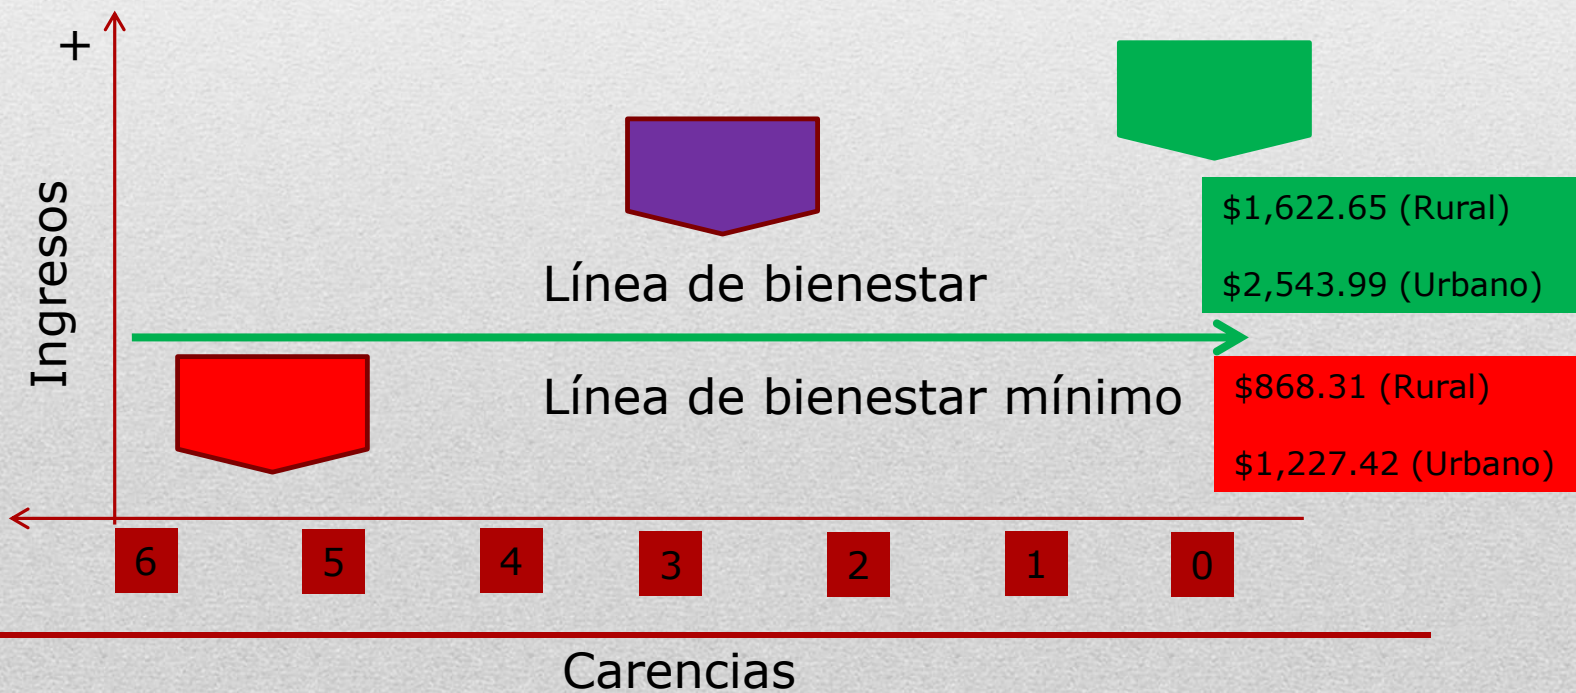 +
Ingresos
$1,622.65 (Rural)
$2,543.99 (Urbano)
Línea de bienestar
Línea de bienestar mínimo
$868.31 (Rural)
$1,227.42 (Urbano)
6 5 4 3 2 1 0
Carencias